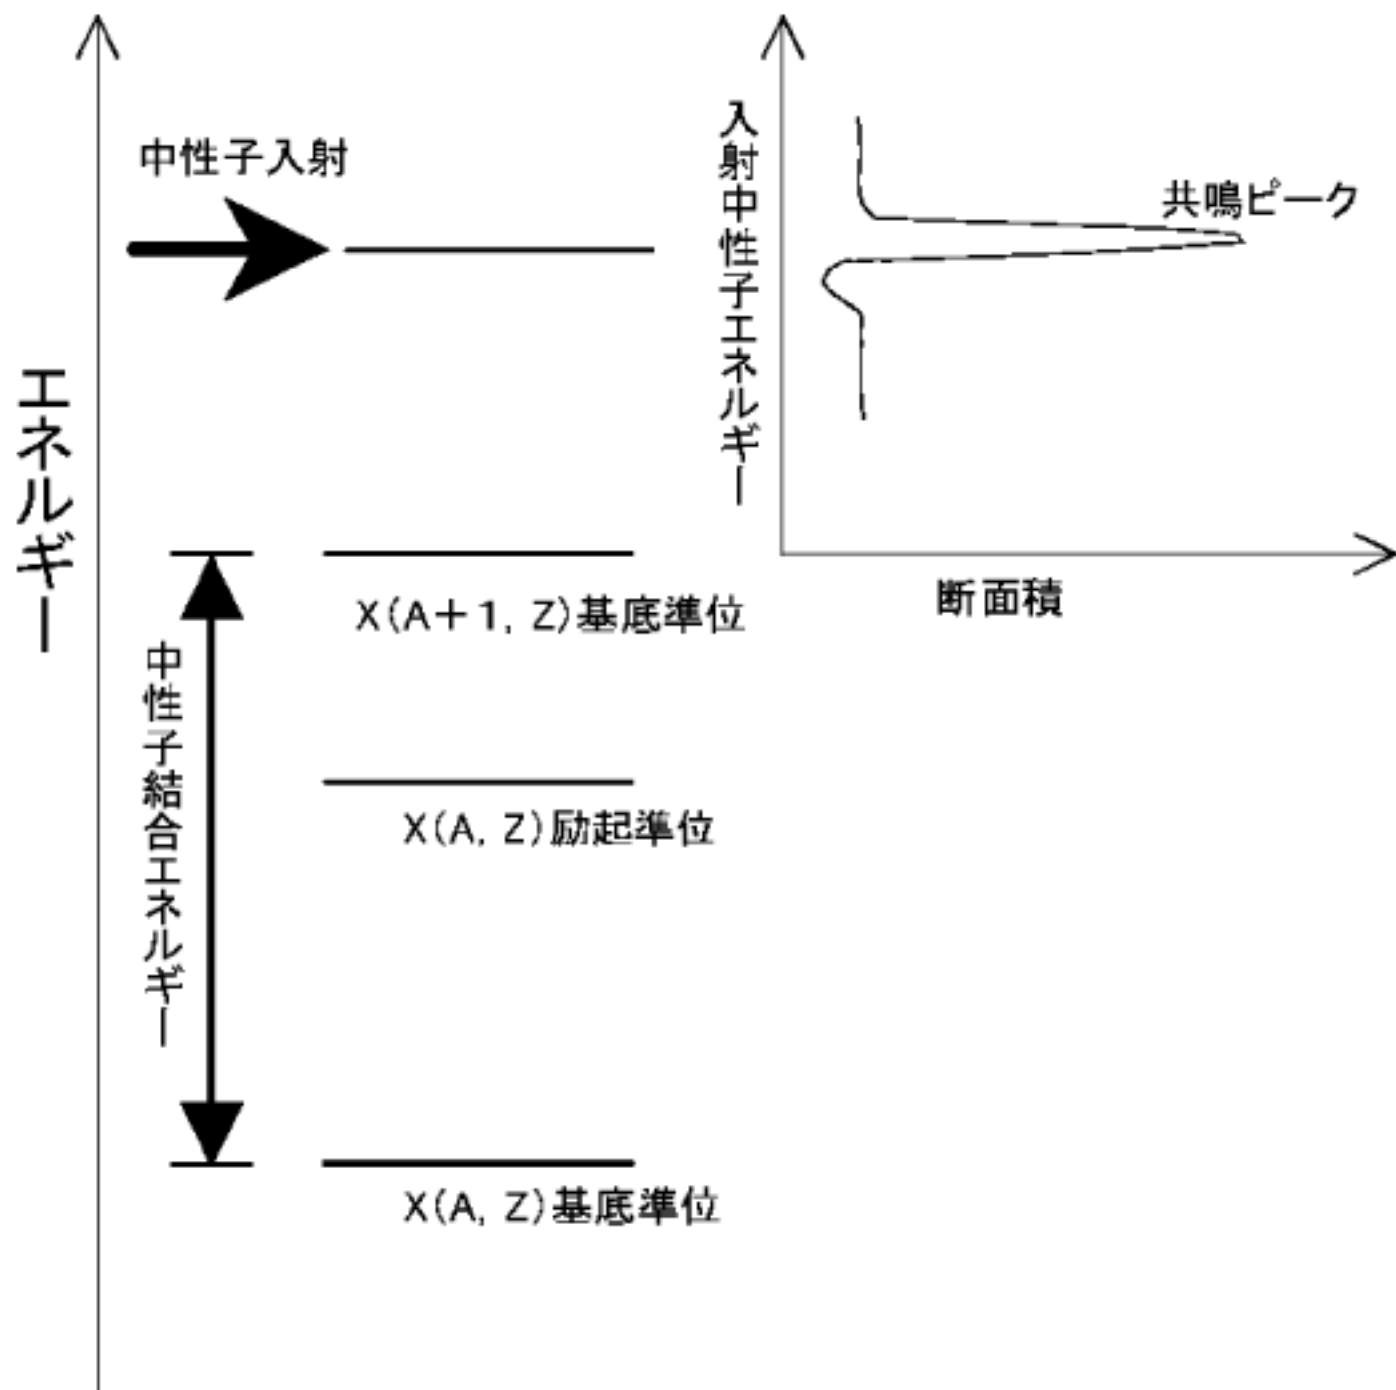 エネルギー
中性子入射
入射中性子エネルギー
共鳴ピーク
断面積
X(A+1, Z)基底準位
中性子結合エネルギー
X(A, Z)励起準位
X(A, Z)基底準位